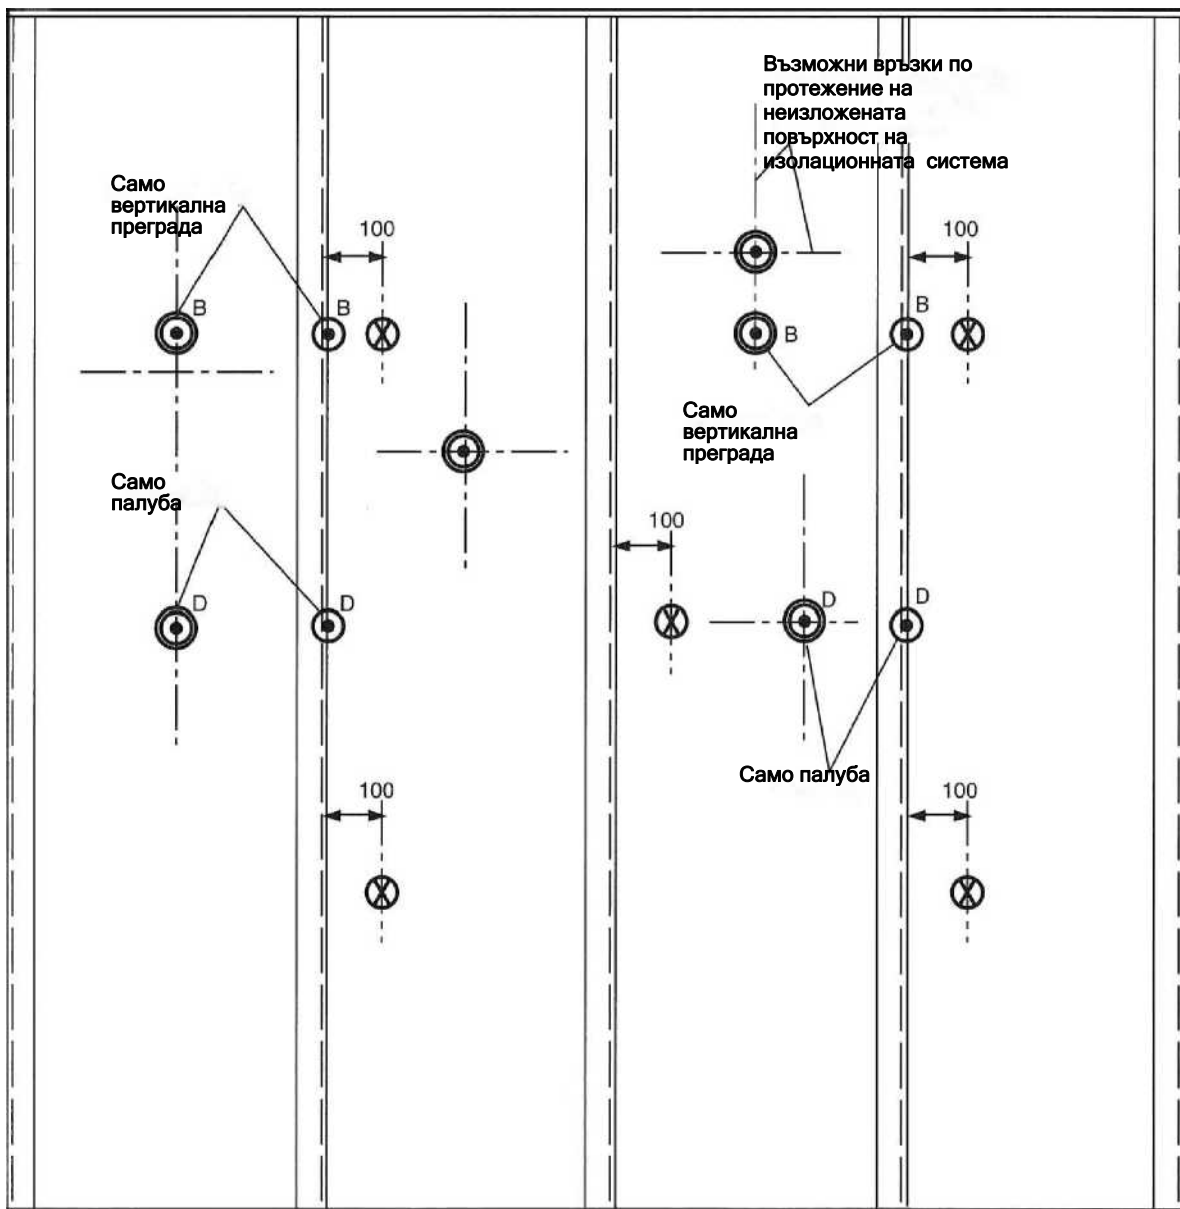 Възможни връзки по
протежение на
неизложената
повърхност на
изолационната система
Само
вертикална
преграда
100
100
B
B
B
B
Само
вертикална
преграда
Само
палуба
100
D
D
D
D
Само палуба
100
100